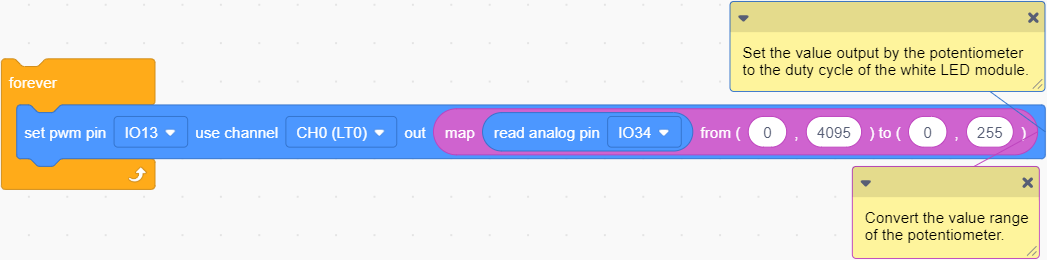 Set the value output by the potentiometer
to the duty cycle of the white LED module.
forever
set pwm pin IO13 use channel CH0 (LT0) out map read analog pin IO34 from ( 0 , 4095 ) to ( 0 , 255 )
Convert the value range
of the potentiometer.